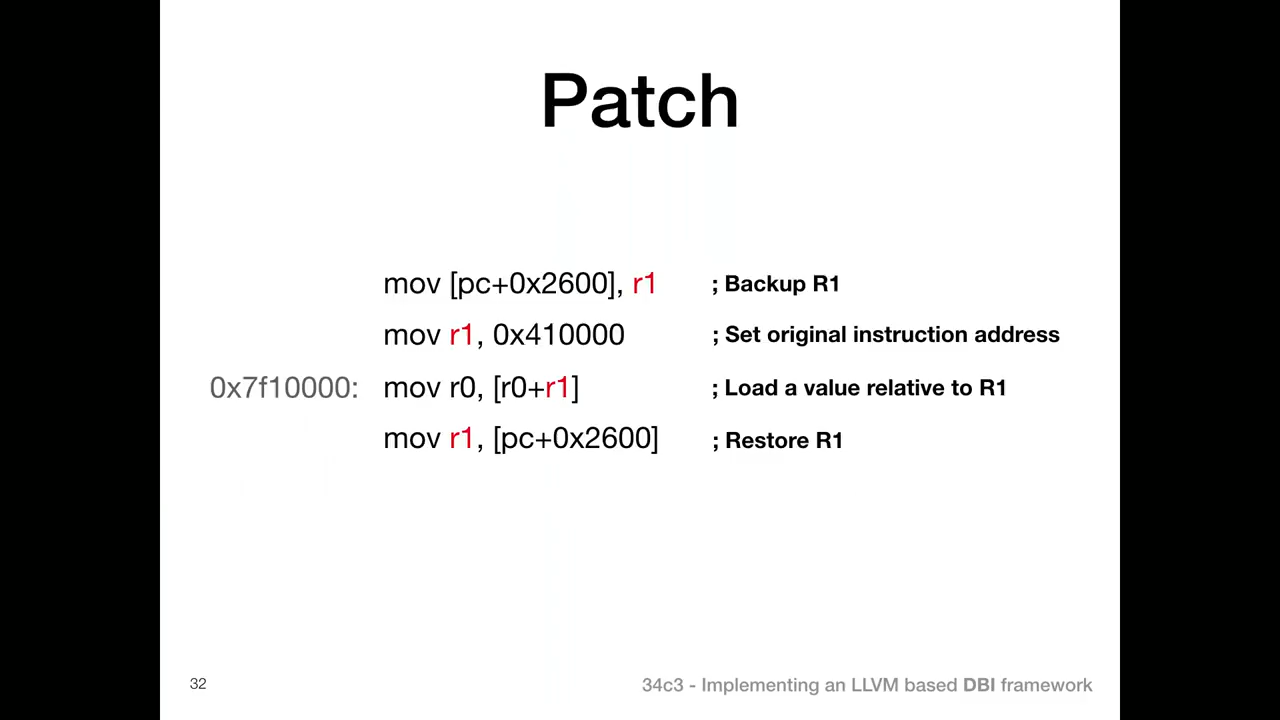 Patch
mov [pc+0x2600], r1 ; Backup R1
mov r1, 0x410000 ; Set original instruction address
0x7f10000: mov r0, [r0+r1] ; Load a value relative to R1
mov r1, [pc+0x2600] ; Restore R1
32 34c3 - Implementing an LLVM based DBI framework